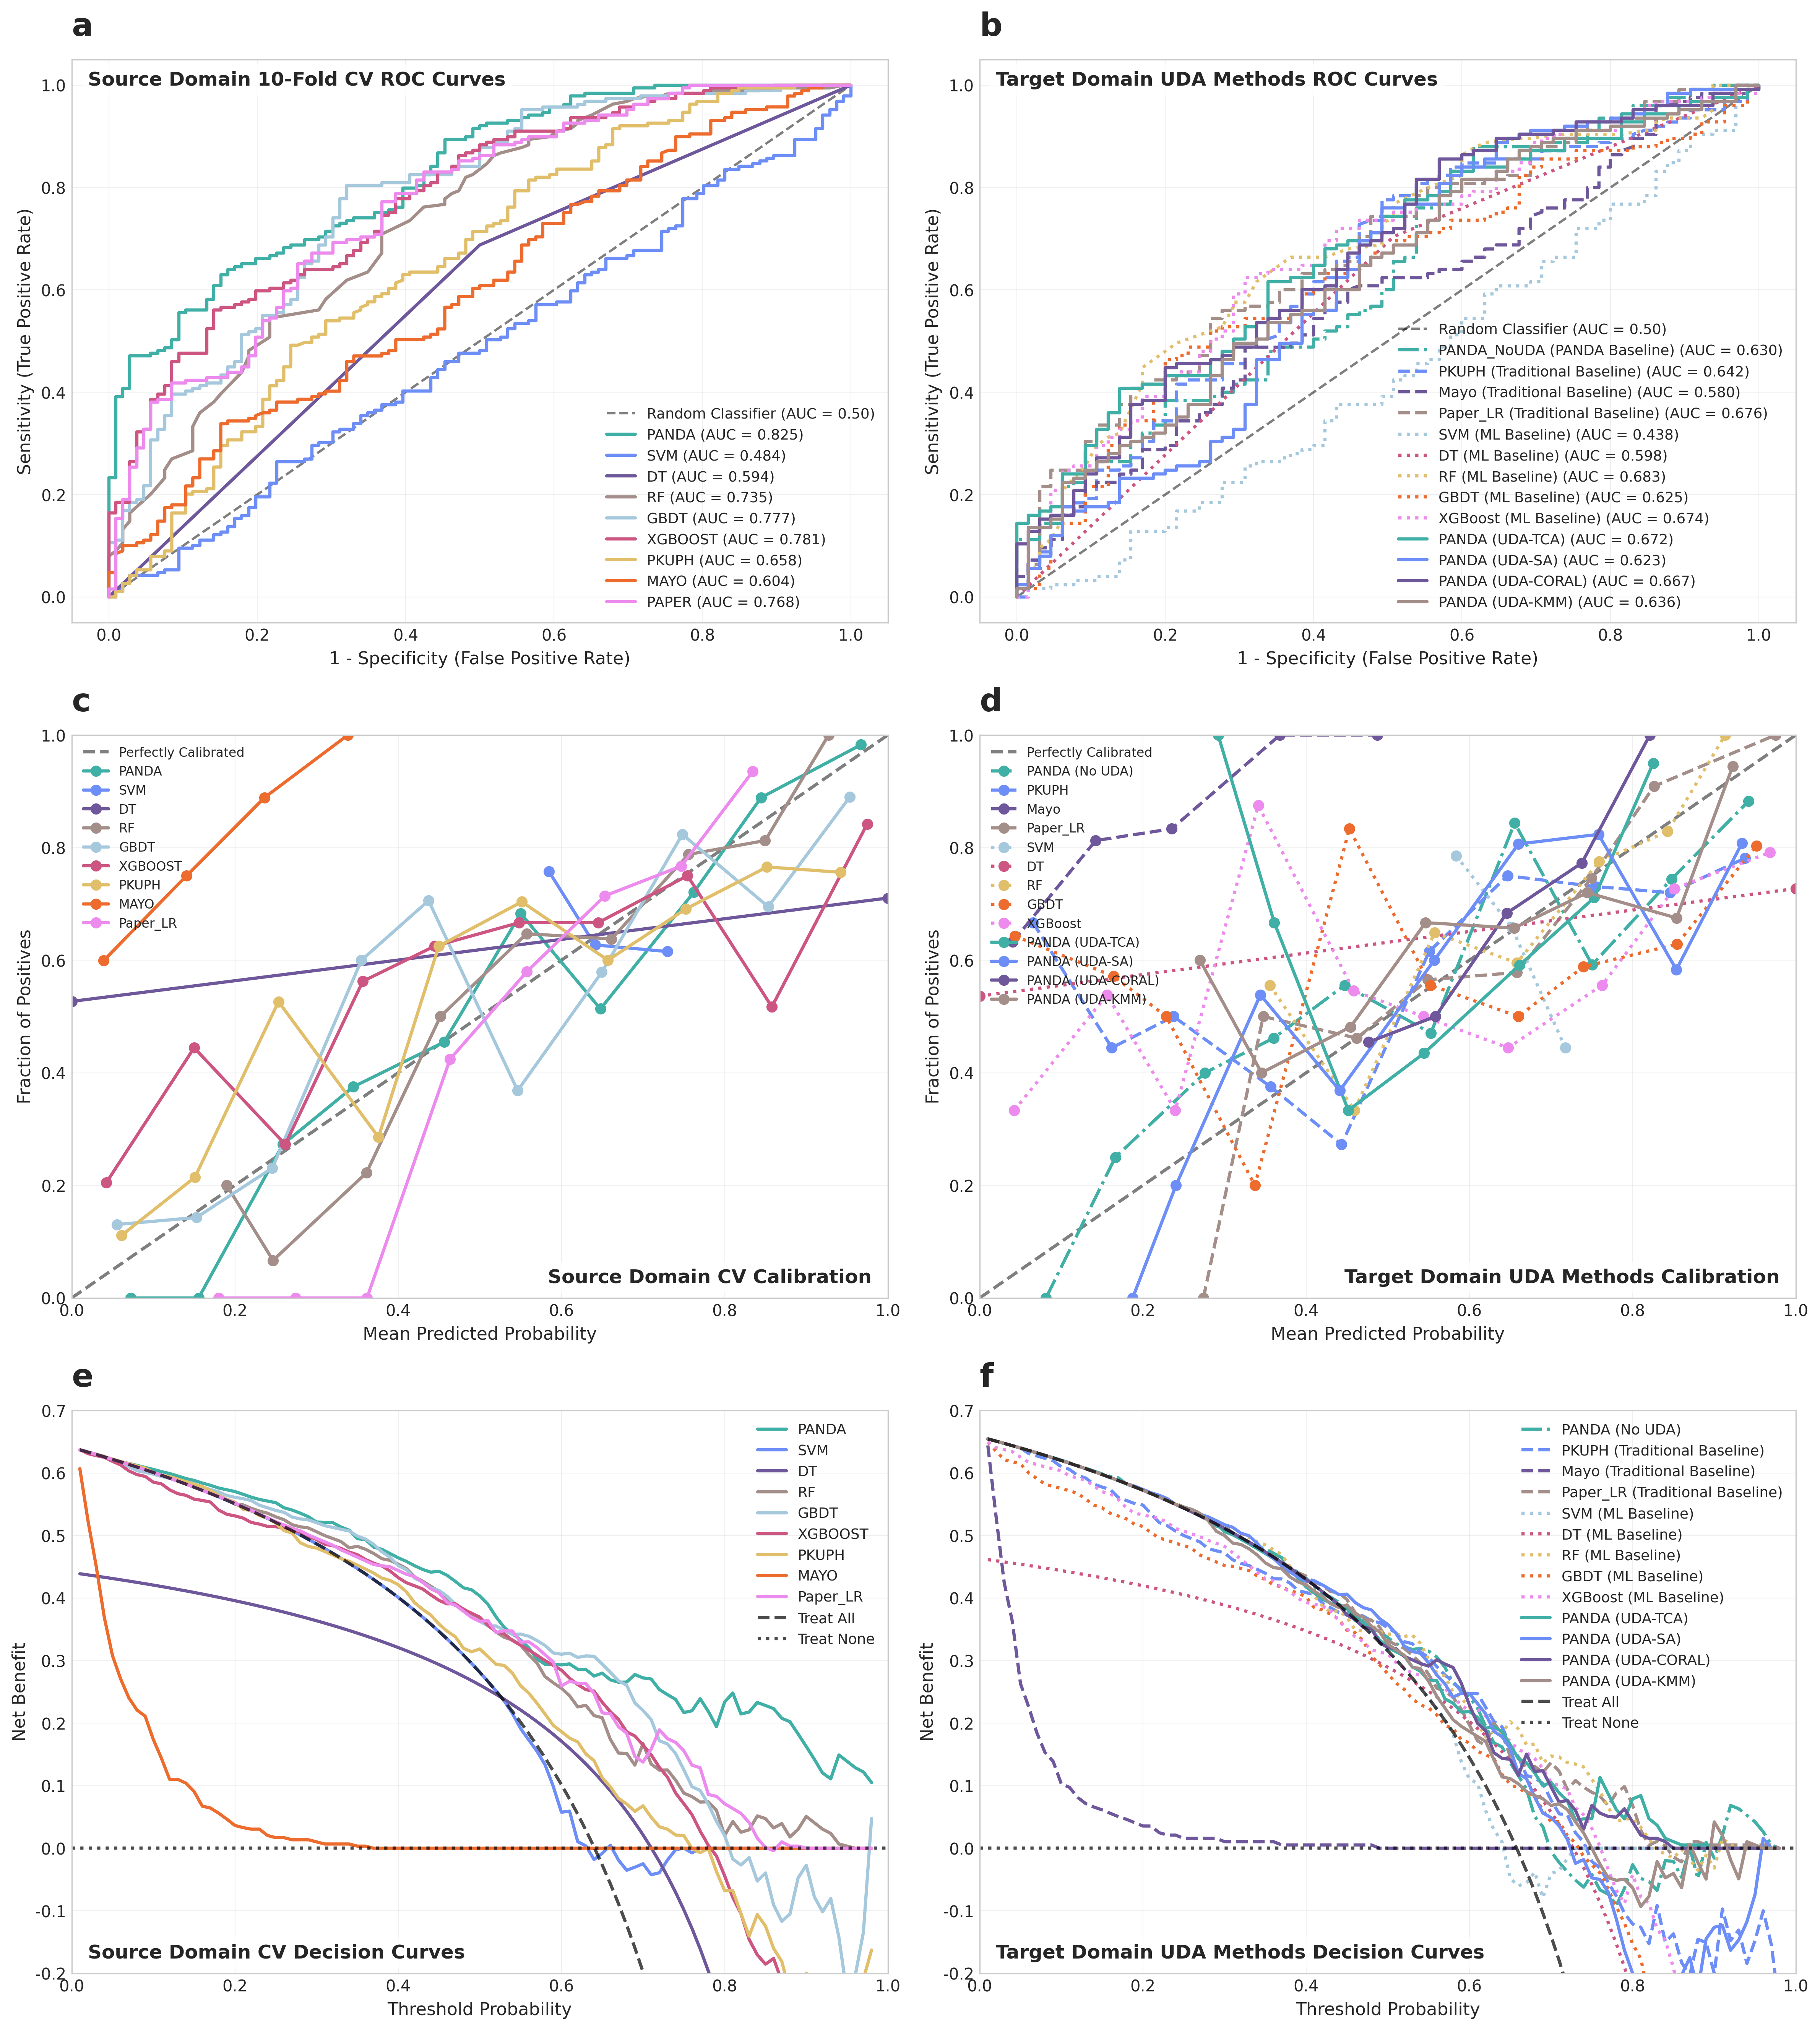 a
Source Domain 10-Fold CV ROC Curves
Sensitivity (True Positive Rate)
1.0
0.8
0.6
0.4
0.2
0.0
Random Classifier (AUC = 0.50)
PANDA (AUC = 0.825)
SVM (AUC = 0.484)
DT (AUC = 0.594)
RF (AUC = 0.735)
GBDT (AUC = 0.777)
XGBOOST (AUC = 0.781)
PKUPH (AUC = 0.658)
MAYO (AUC = 0.604)
PAPER (AUC = 0.768)
0.0 0.2 0.4 0.6 0.8 1.0
1 - Specificity (False Positive Rate)
b
Target Domain UDA Methods ROC Curves
Sensitivity (True Positive Rate)
1.0
0.8
0.6
0.4
0.2
0.0
Random Classifier (AUC = 0.50)
PANDA_NoUDA (PANDA Baseline) (AUC = 0.630)
PKUPH (Traditional Baseline) (AUC = 0.642)
Mayo (Traditional Baseline) (AUC = 0.580)
Paper_LR (Traditional Baseline) (AUC = 0.676)
SVM (ML Baseline) (AUC = 0.438)
DT (ML Baseline) (AUC = 0.598)
RF (ML Baseline) (AUC = 0.683)
GBDT (ML Baseline) (AUC = 0.625)
XGBoost (ML Baseline) (AUC = 0.674)
PANDA (UDA-TCA) (AUC = 0.672)
PANDA (UDA-SA) (AUC = 0.623)
PANDA (UDA-CORAL) (AUC = 0.667)
PANDA (UDA-KMM) (AUC = 0.636)
0.0 0.2 0.4 0.6 0.8 1.0
1 - Specificity (False Positive Rate)
c
Fraction of Positives
1.0
0.8
0.6
0.4
0.2
0.0
Perfectly Calibrated
PANDA
SVM
DT
RF
GBDT
XGBOOST
PKUPH
MAYO
Paper_LR
Source Domain CV Calibration
0.0 0.2 0.4 0.6 0.8 1.0
Mean Predicted Probability
d
Fraction of Positives
1.0
0.8
0.6
0.4
0.2
0.0
Perfectly Calibrated
PANDA (No UDA)
PKUPH
Mayo
Paper_LR
SVM
DT
RF
GBDT
XGBoost
PANDA (UDA-TCA)
PANDA (UDA-SA)
PANDA (UDA-CORAL)
PANDA (UDA-KMM)
Target Domain UDA Methods Calibration
0.0 0.2 0.4 0.6 0.8 1.0
Mean Predicted Probability
e
Net Benefit
0.7
0.6
0.5
0.4
0.3
0.2
0.1
0.0
-0.1
-0.2
PANDA
SVM
DT
RF
GBDT
XGBOOST
PKUPH
MAYO
Paper_LR
Treat All
Treat None
Source Domain CV Decision Curves
0.0 0.2 0.4 0.6 0.8 1.0
Threshold Probability
f
Net Benefit
0.7
0.6
0.5
0.4
0.3
0.2
0.1
0.0
-0.1
-0.2
PANDA (No UDA)
PKUPH (Traditional Baseline)
Mayo (Traditional Baseline)
Paper_LR (Traditional Baseline)
SVM (ML Baseline)
DT (ML Baseline)
RF (ML Baseline)
GBDT (ML Baseline)
XGBoost (ML Baseline)
PANDA (UDA-TCA)
PANDA (UDA-SA)
PANDA (UDA-CORAL)
PANDA (UDA-KMM)
Treat All
Treat None
Target Domain UDA Methods Decision Curves
0.0 0.2 0.4 0.6 0.8 1.0
Threshold Probability